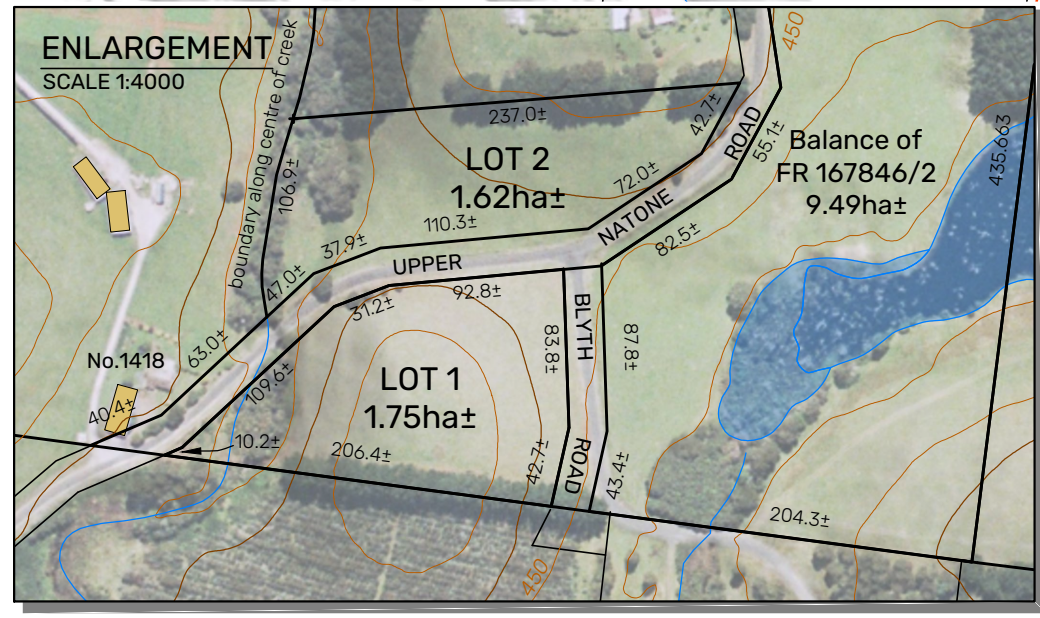 ENLARGEMENT
SCALE 1:4000
boundary along centre of creek
450
237.0±
42.7±
ROAD
55.1±
Balance of
FR 167846/2
9.49ha±
435.663
106.9±
LOT 2
1.62ha±
72.0±
110.3±
NATONE
82.5±
37.9±
47.0±
UPPER
92.8±
31.2±
BLYTH
83.8±
87.8±
63.0±
No.1418
109.6±
LOT 1
1.75ha±
40.4±
10.2±
206.4±
42.7±
ROAD
43.4±
204.3±
450